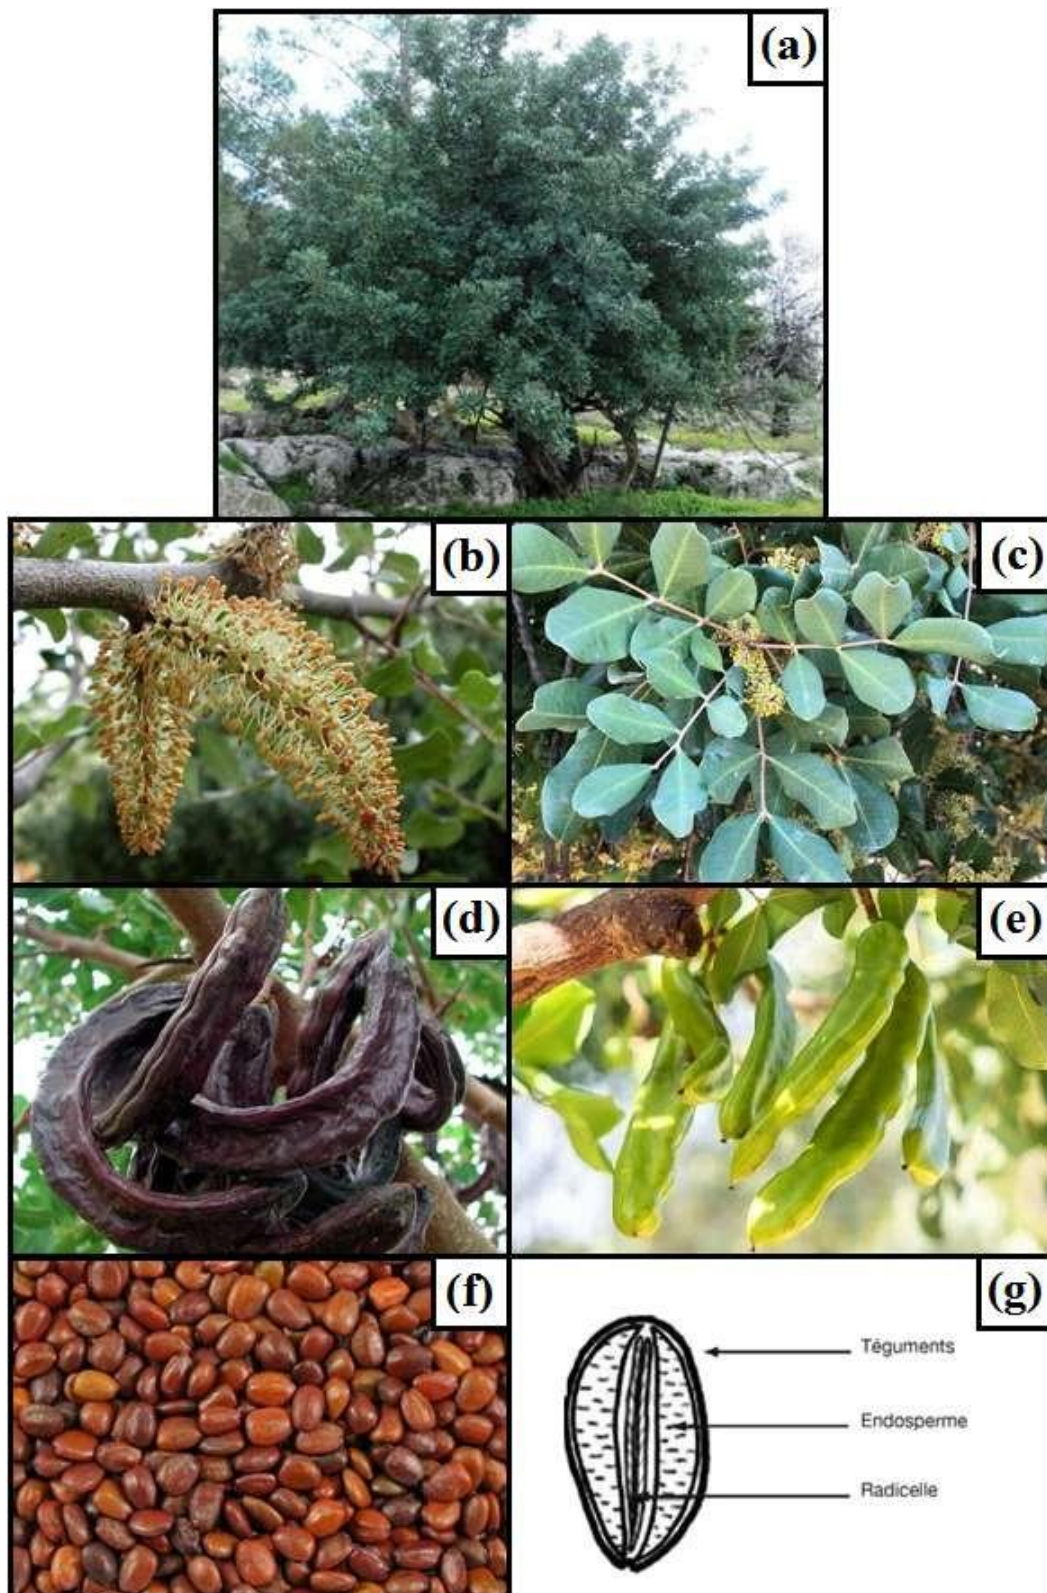 (a)
(b)
(c)
(d)
(e)
(f)
(g)
Téguments
Endosperme
Radicelle